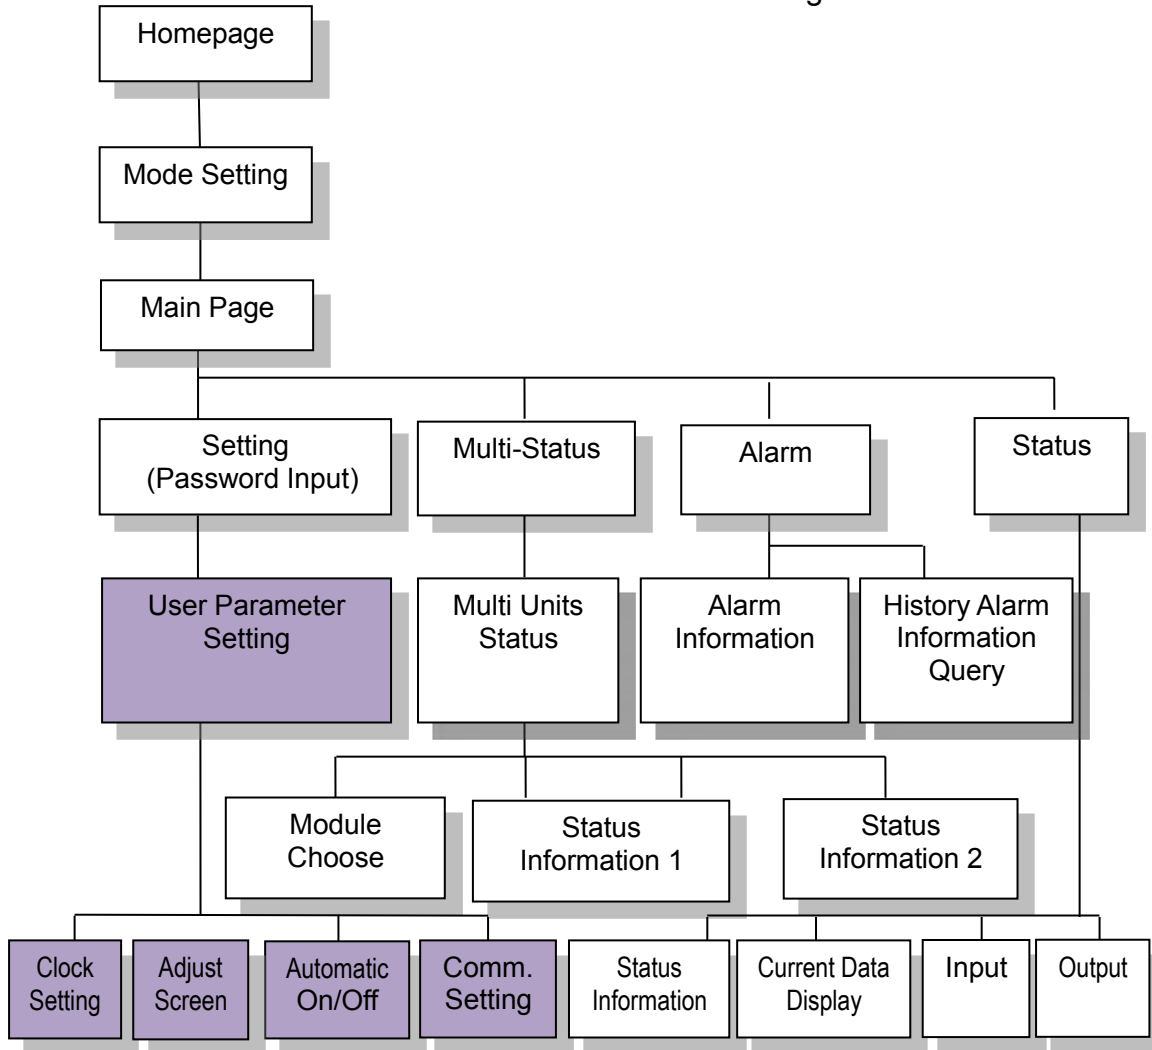 Homepage
Mode Setting
Main Page
Setting
(Password Input)
Multi-Status
Alarm
Status
User Parameter
Setting
Multi Units
Status
Alarm
Information
History Alarm
Information
Query
Module
Choose
Status
Information 1
Status
Information 2
Clock
Setting
Adjust
Screen
Automatic
On/Off
Comm.
Setting
Status
Information
Current Data
Display
Input
Output